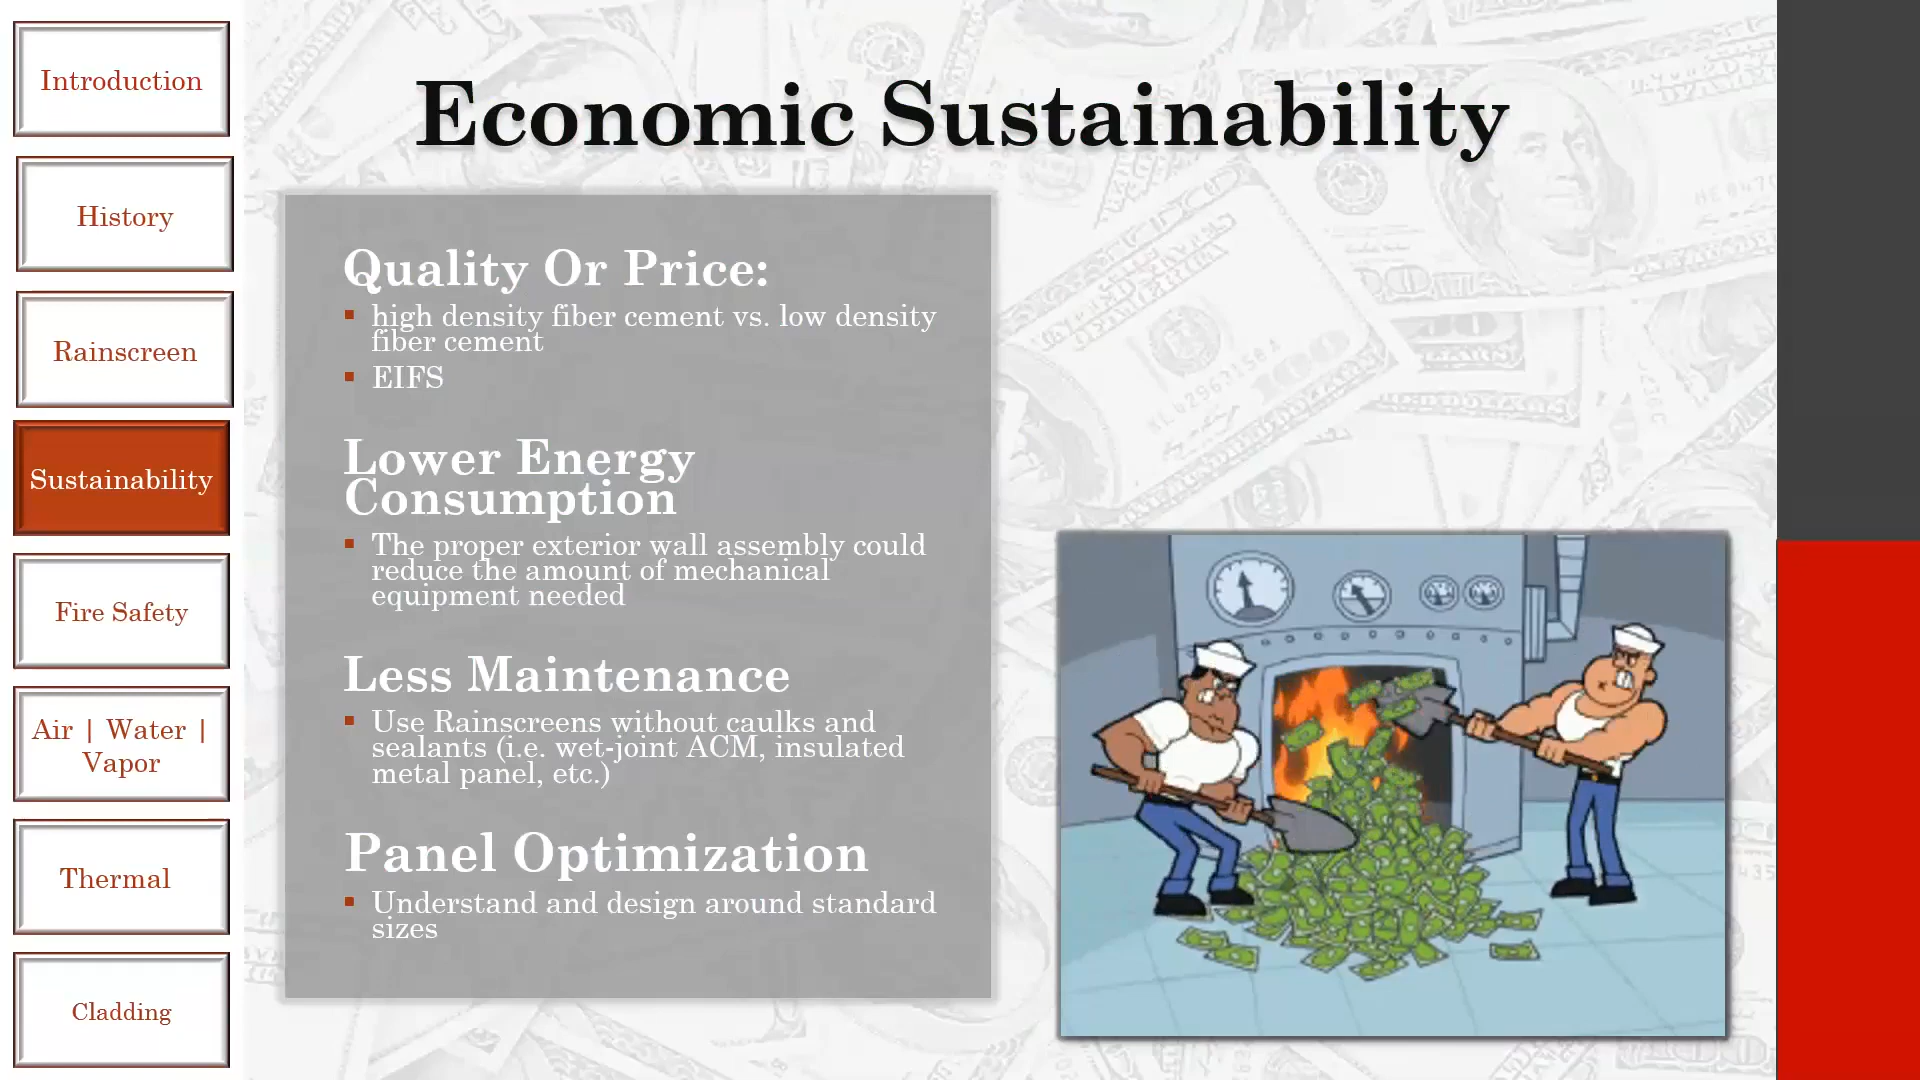 Introduction
History
Rainscreen
Sustainability
Fire Safety
Air | Water |
Vapor
Thermal
Cladding
Economic Sustainability
Quality Or Price:
high density fiber cement vs. low density
fiber cement
EIFS
Lower Energy
Consumption
The proper exterior wall assembly could
reduce the amount of mechanical
equipment needed
Less Maintenance
Use Rainscreens without caulks and
sealants (i.e. wet-joint ACM, insulated
metal panel, etc.)
Panel Optimization
Understand and design around standard
sizes